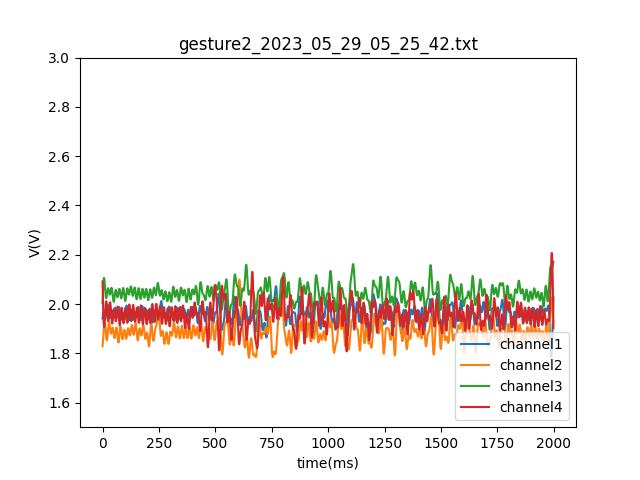 gesture2_2023_05_29_05_25_42.txt
3.0
2.8
2.6
2.4
2.2
2.0
1.8
1.6
V(V)
0 250 500 750 1000 1250 1500 1750 2000
time(ms)
channel1
channel2
channel3
channel4